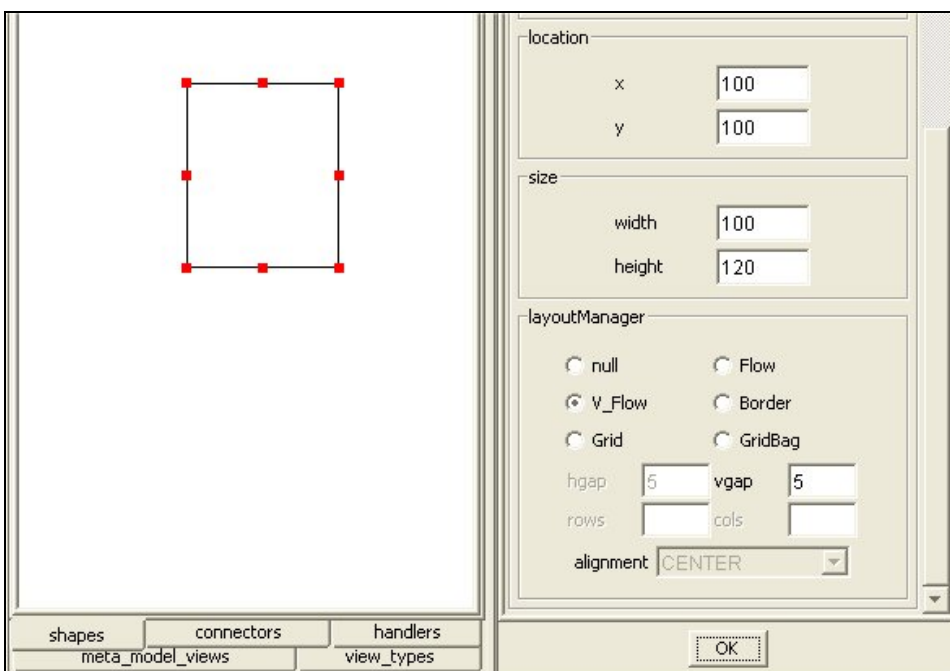 location
x 100
y 100
size
width 100
height 120
layoutManager
null Flow
V_Flow Border
Grid GridBag
hgap 5 vgap 5
rows cols
alignment CENTER
shapes connectors handlers
meta_model_views view_types
OK